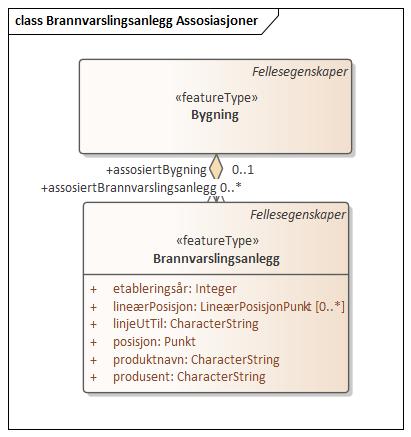 class Brannvarslingsanlegg Assosiasjoner
Fellesegenskaper
«featureType»
Bygning
+assosiertBygning 0..1
+assosiertBrannvarslingsanlegg 0..*
Fellesegenskaper
«featureType»
Brannvarslingsanlegg
+ etableringsår: Integer
+ lineærPosisjon: LineærPosisjonPunkt [0..*]
+ linjeUtTil: CharacterString
+ posisjon: Punkt
+ produktnavn: CharacterString
+ produsent: CharacterString